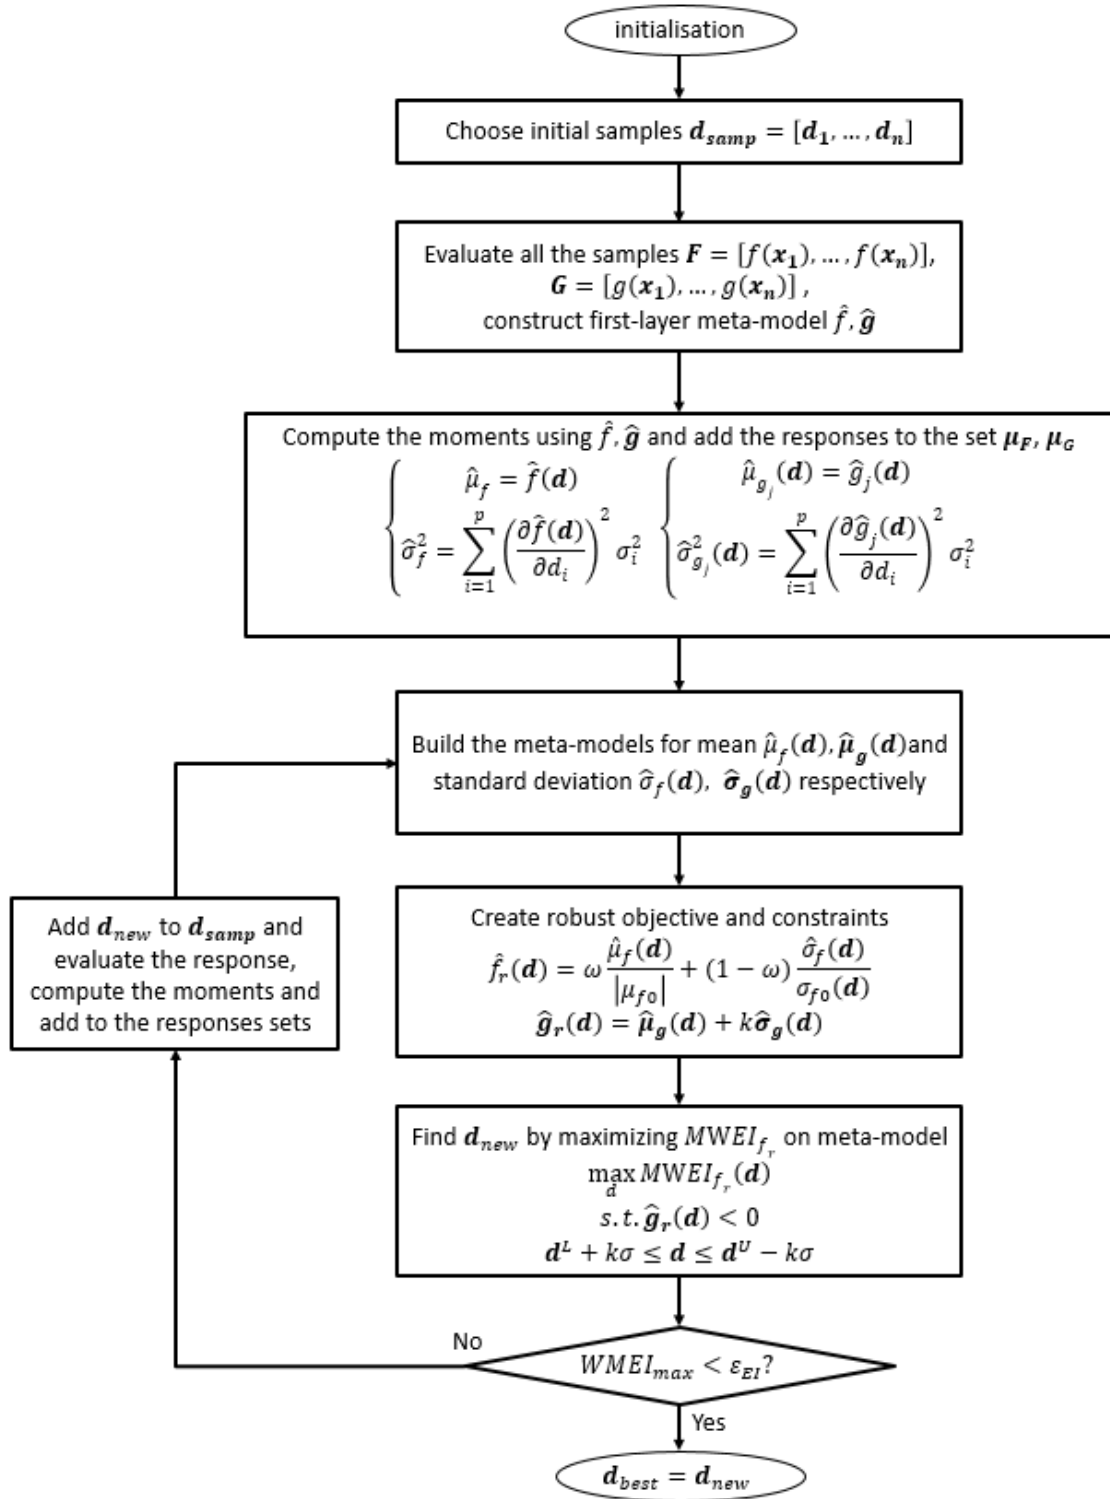 initialisation
Choose initial samples d_samp = [d_1, …, d_n]
Evaluate all the samples F = [f(x_1), …, f(x_n)],
G = [g(x_1), …, g(x_n)] ,
construct first-layer meta-model f̂, ĝ
Compute the moments using f̂, ĝ and add the responses to the set μ_F, μ_G
{ μ̂_f = f̂(d) { μ̂_{g_j}(d) = ĝ_j(d)
σ̂_f^2 = ∑_{i=1}^{p} (∂f̂(d)/∂d_i)^2 σ_i^2 σ̂_{g_j}^2(d) = ∑_{i=1}^{p} (∂ĝ_j(d)/∂d_i)^2 σ_i^2
Build the meta-models for mean μ̂_f(d), μ̂_g(d)and
standard deviation σ̂_f(d), σ̂_g(d) respectively
Create robust objective and constraints
f̂_r(d) = ω μ̂_f(d)/|μ_{f0}| + (1 − ω) σ̂_f(d)/σ_{f0}(d)
ĝ_r(d) = μ̂_g(d) + kσ̂_g(d)
Add d_new to d_samp and
evaluate the response,
compute the moments and
add to the responses sets
Find d_new by maximizing MWEI_{f_r} on meta-model
max_d MWEI_{f_r}(d)
s.t. ĝ_r(d) < 0
d^L + kσ ≤ d ≤ d^U − kσ
No
WMEI_max < ε_EI?
Yes
d_best = d_new